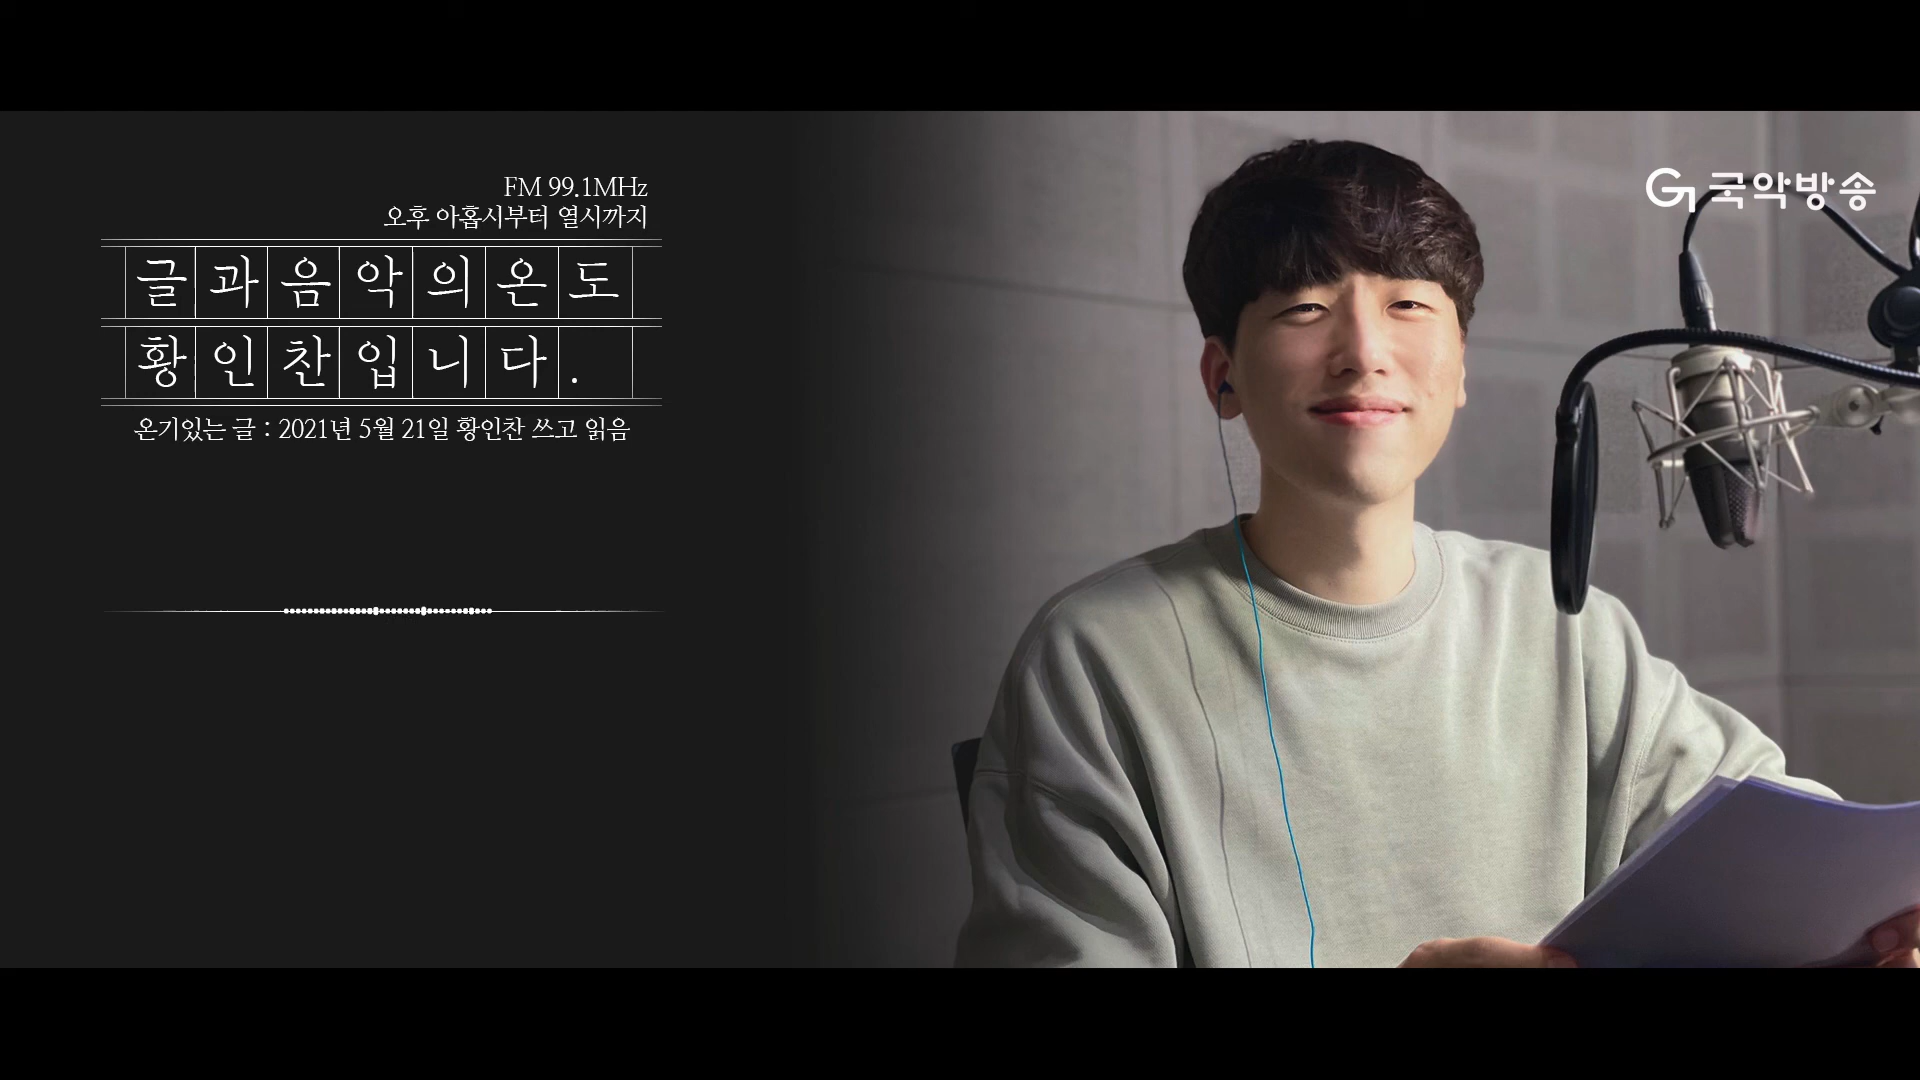 FM 99.1MHz
오후 아홉시부터 열시까지
글과음악의온도
황인찬입니다.
온기있는 글 : 2021년 5월 21일 황인찬 쓰고 읽음
국악방송